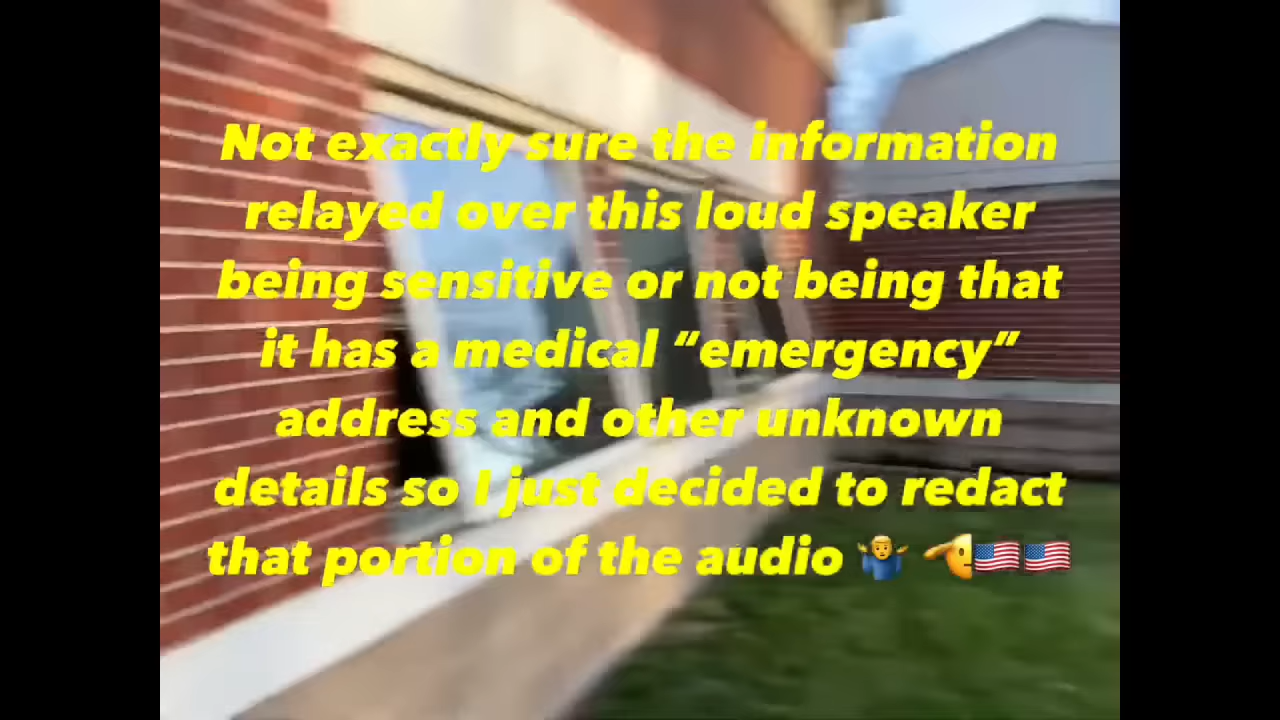 Not exactly sure the information
relayed over this loud speaker
being sensitive or not being that
it has a medical “emergency”
address and other unknown
details so I just decided to redact
that portion of the audio 🤷‍♂️ 🫡🇺🇸🇺🇸